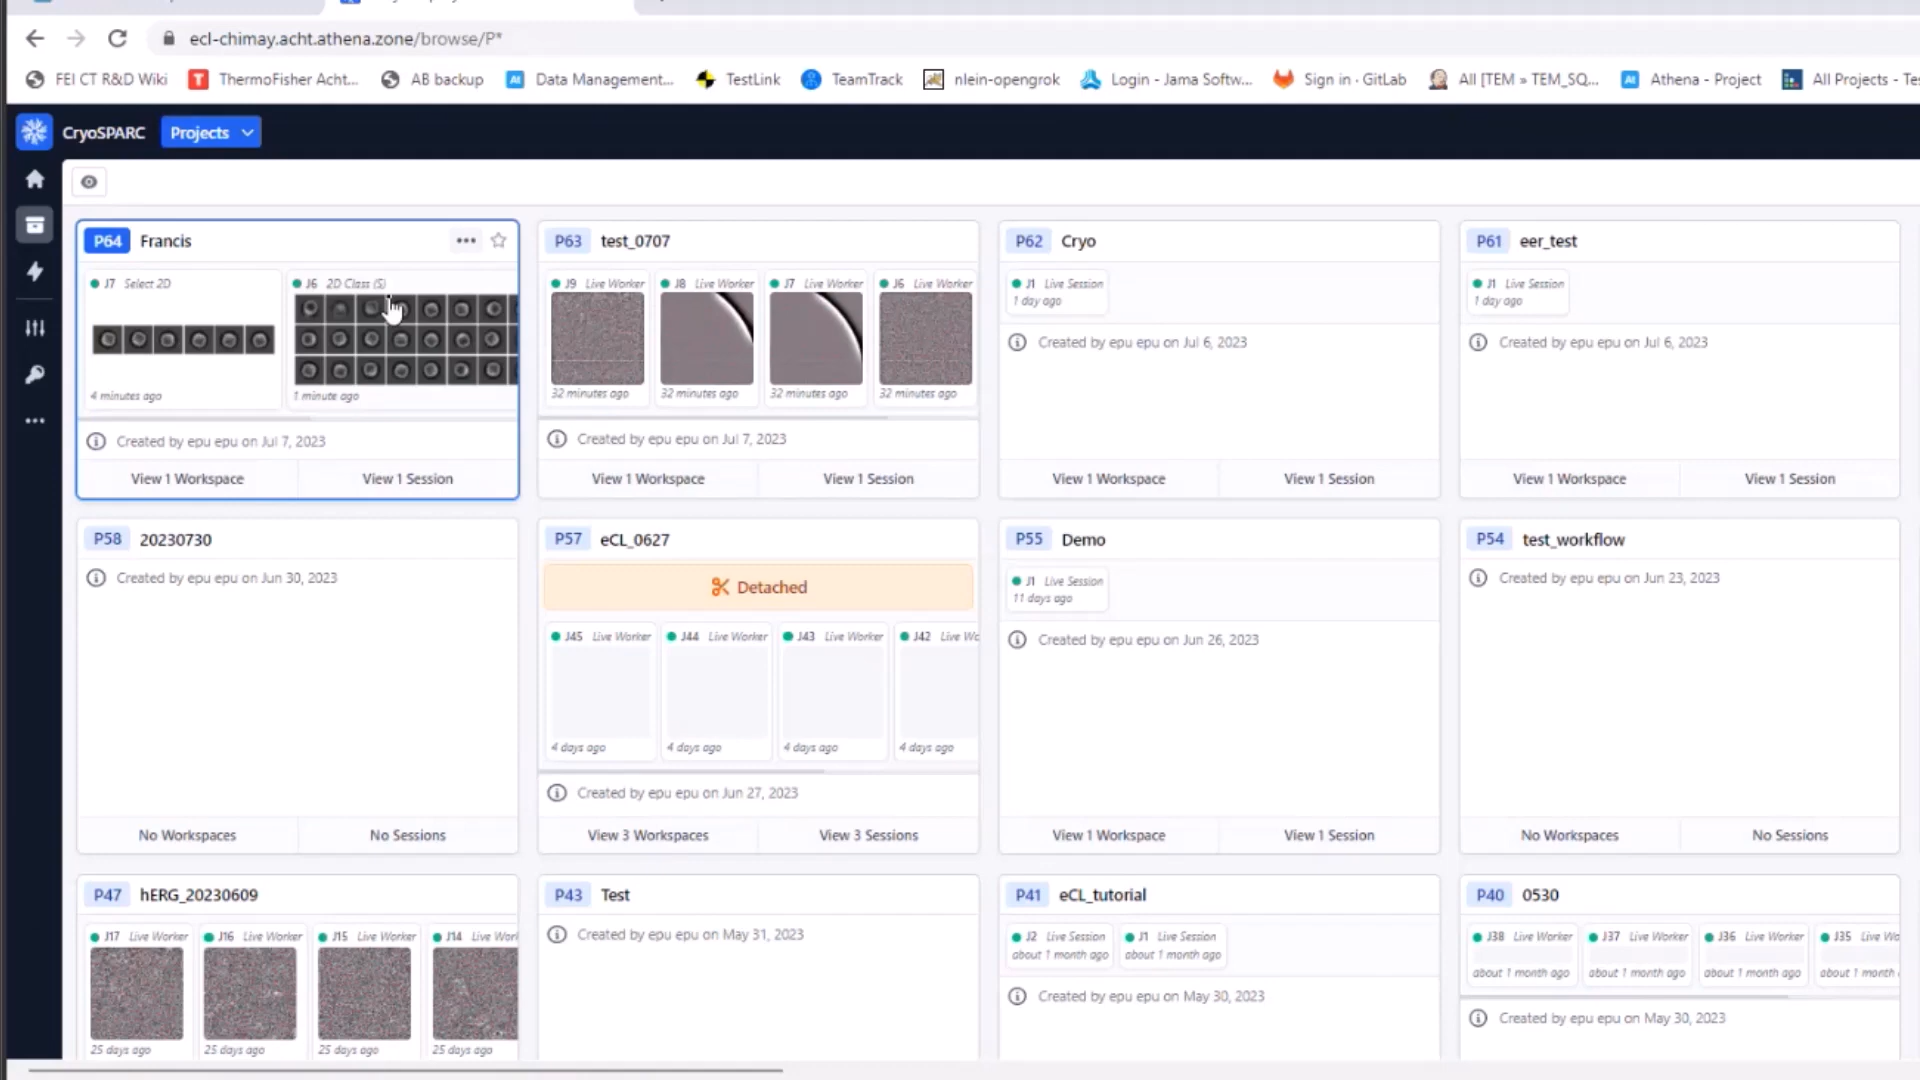 ecl-chimay.acht.athena.zone/browse/P*
FEI CT R&D Wiki ThermoFisher Acht... AB backup Data Management... TestLink TeamTrack nlein-opengrok Login - Jama Softw... Sign in · GitLab All [TEM » TEM_SQ... Athena - Project All Projects - Tes
CryoSPARC Projects
P64 Francis
J7 Select 2D
4 minutes ago
J6 2D Class (S)
1 minute ago
Created by epu epu on Jul 7, 2023
View 1 Workspace View 1 Session
P63 test_0707
J9 Live Worker J8 Live Worker J7 Live Worker J6 Live Worker
32 minutes ago 32 minutes ago 32 minutes ago 32 minutes ago
Created by epu epu on Jul 7, 2023
View 1 Workspace View 1 Session
P62 Cryo
J1 Live Session
1 day ago
Created by epu epu on Jul 6, 2023
View 1 Workspace View 1 Session
P61 eer_test
J1 Live Session
1 day ago
Created by epu epu on Jul 6, 2023
View 1 Workspace View 1 Session
P58 20230730
Created by epu epu on Jun 30, 2023
No Workspaces No Sessions
P57 eCL_0627
Detached
J45 Live Worker J44 Live Worker J43 Live Worker J42 Live Wo
4 days ago 4 days ago 4 days ago 4 days ago
Created by epu epu on Jun 27, 2023
View 3 Workspaces View 3 Sessions
P55 Demo
J1 Live Session
11 days ago
Created by epu epu on Jun 26, 2023
View 1 Workspace View 1 Session
P54 test_workflow
Created by epu epu on Jun 23, 2023
No Workspaces No Sessions
P47 hERG_20230609
J17 Live Worker J16 Live Worker J15 Live Worker J14 Live Wor
25 days ago 25 days ago 25 days ago 25 days ago
P43 Test
Created by epu epu on May 31, 2023
P41 eCL_tutorial
J2 Live Session J1 Live Session
about 1 month ago about 1 month ago
Created by epu epu on May 30, 2023
P40 0530
J38 Live Worker J37 Live Worker J36 Live Worker J35 Live Wo
about 1 month ago about 1 month ago about 1 month ago about 1 month
Created by epu epu on May 30, 2023